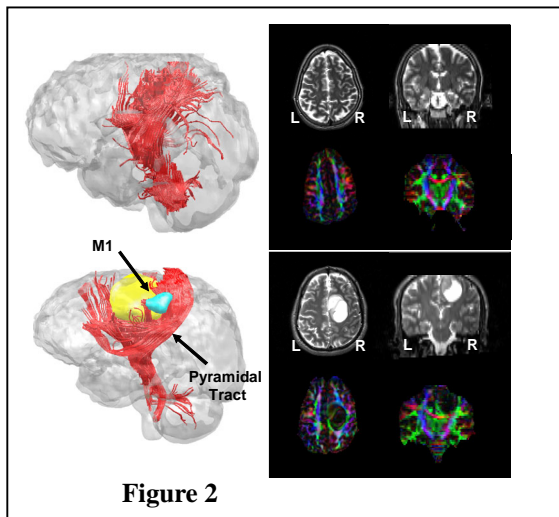 L R L R
M1
L R L R
Pyramidal
Tract
Figure 2